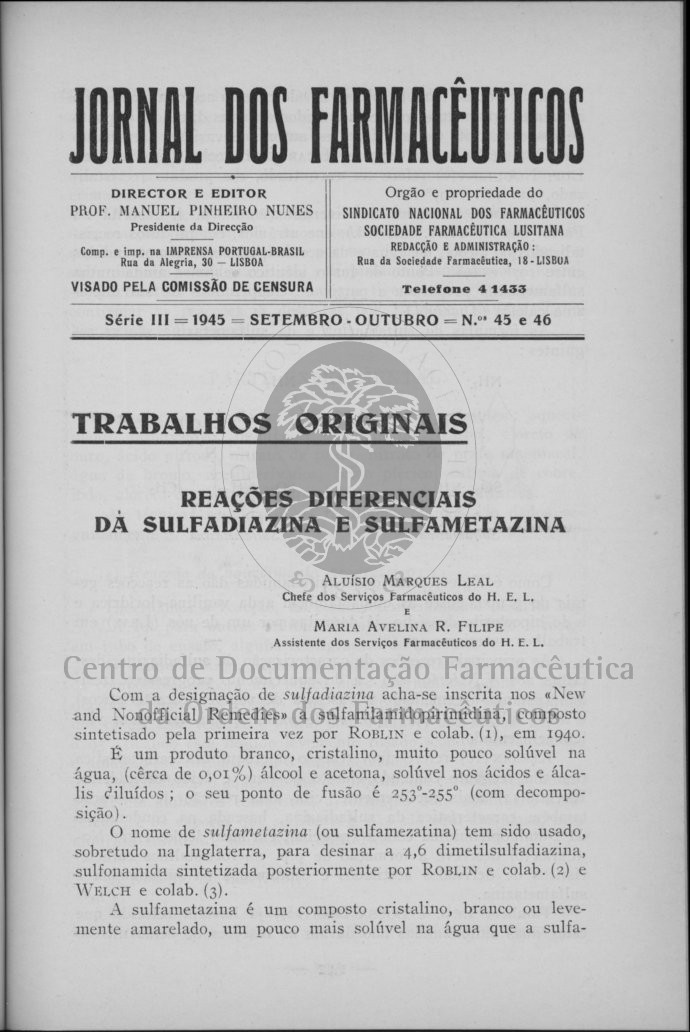 JORNAL DOS FARMACÊUTICOS
DIRECTOR E EDITOR
PROF. MANUEL PINHEIRO NUNES
Presidente da Direcção
Comp. e imp. na IMPRENSA PORTUGAL-BRASIL
Rua da Alegria, 30 — LISBOA
VISADO PELA COMISSÃO DE CENSURA
Orgão e propriedade do
SINDICATO NACIONAL DOS FARMACÊUTICOS
SOCIEDADE FARMACÊUTICA LUSITANA
REDACÇÃO E ADMINISTRAÇÃO:
Rua da Sociedade Farmacêutica, 18 - LISBOA
Telefone 4 1433
Série III = 1945 = SETEMBRO - OUTUBRO = N.os 45 e 46
TRABALHOS ORIGINAIS
REAÇÕES DIFERENCIAIS
DA SULFADIAZINA E SULFAMETAZINA
ALUÍSIO MARQUES LEAL
Chefe dos Serviços Farmacêuticos do H. E. L.
E
MARIA AVELINA R. FILIPE
Assistente dos Serviços Farmacêuticos do H. E. L.
Centro de Documentação Farmacêutica
da Ordem dos Farmacêuticos
Com a designação de sulfadiazina acha-se inscrita nos «New
and Nonofficial Remedies» a sulfanilamidopirimidina, composto
sintetisado pela primeira vez por ROBLIN e colab. (1), em 1940.
É um produto branco, cristalino, muito pouco solúvel na
água, (cêrca de 0,01%) álcool e acetona, solúvel nos ácidos e álca-
lis diluídos ; o seu ponto de fusão é 253°-255° (com decompo-
sição).
O nome de sulfametazina (ou sulfamezatina) tem sido usado,
sobretudo na Inglaterra, para desinar a 4,6 dimetilsulfadiazina,
sulfonamida sintetizada posteriormente por ROBLIN e colab. (2) e
WELCH e colab. (3).
A sulfametazina é um composto cristalino, branco ou leve-
mente amarelado, um pouco mais solúvel na água que a sulfa-